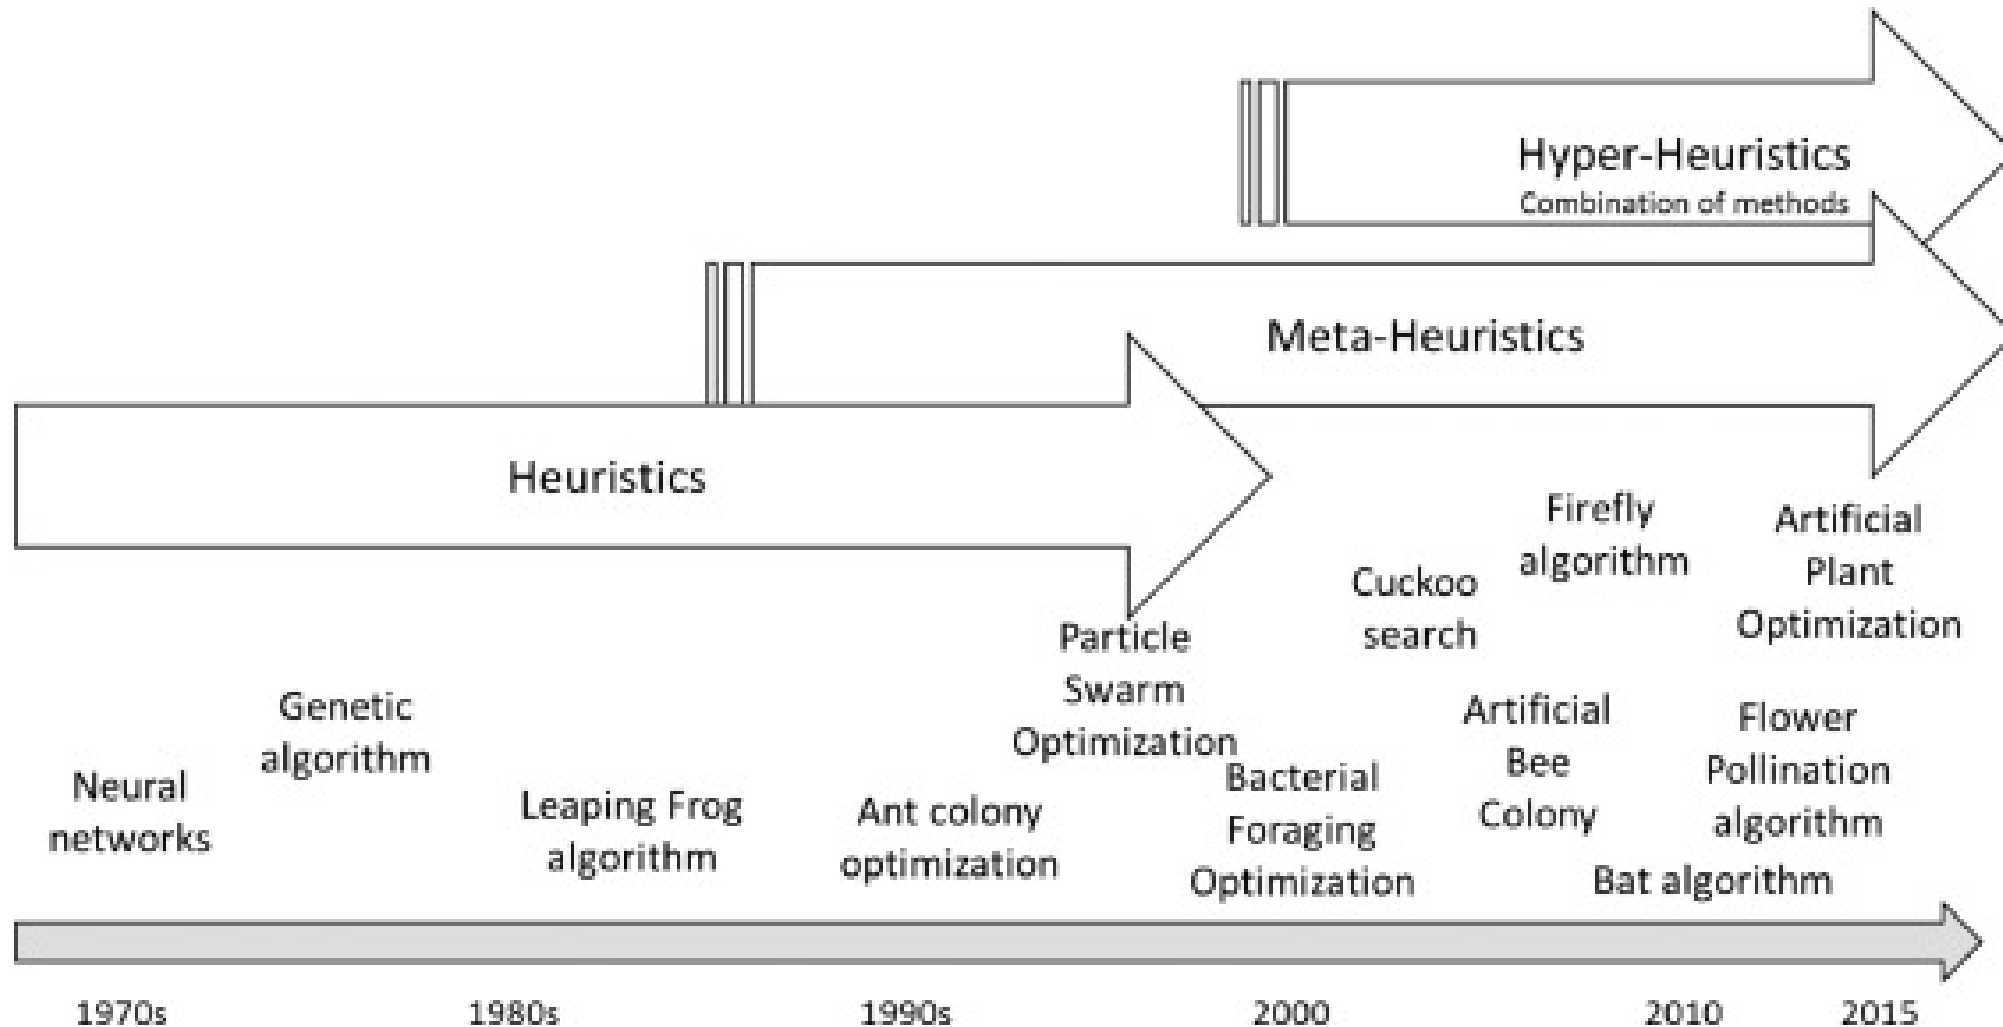 Hyper-Heuristics
Combination of methods
Meta-Heuristics
Heuristics
Neural
networks
Genetic
algorithm
Leaping Frog
algorithm
Ant colony
optimization
Particle
Swarm
Optimization
Bacterial
Foraging
Optimization
Cuckoo
search
Firefly
algorithm
Artificial
Bee
Colony
Artificial
Plant
Optimization
Flower
Pollination
algorithm
Bat algorithm
1970s
1980s
1990s
2000
2010
2015